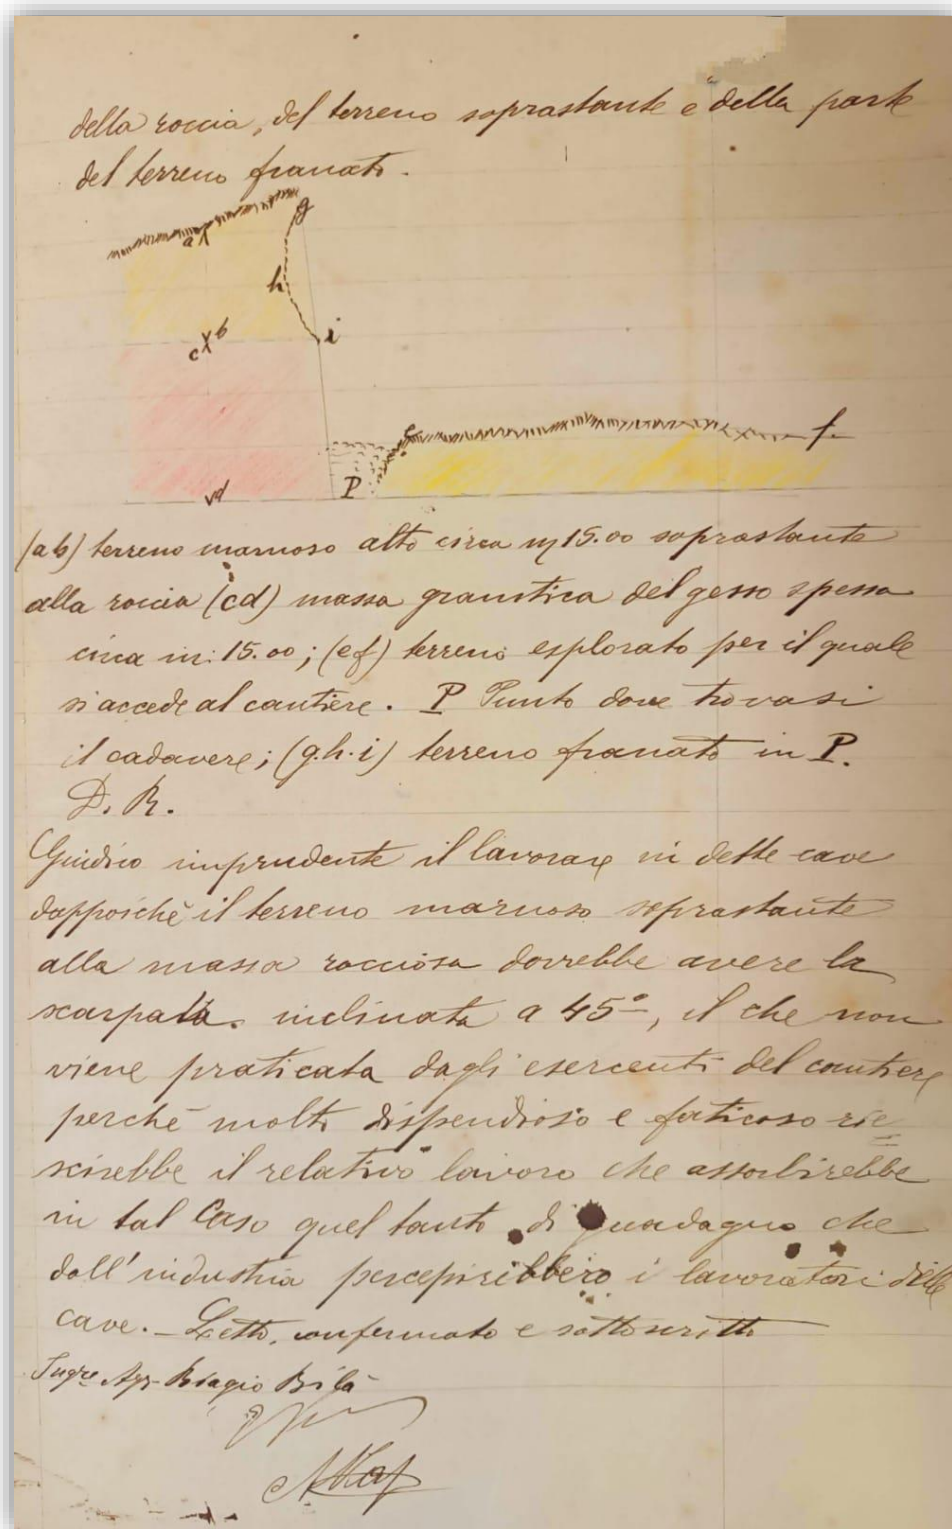 della roccia, del terreno soprastante e della parte
del terreno franato.
g
a
h
b
c
i
e
f.
P
d
(ab) terreno marnoso alto circa m 15.00 soprastante
alla roccia (cd) massa granitica del gesso spessa
circa m: 15.00; (ef) terreno esplorato per il quale
si accede al cantiere. P Punto dove trovasi
il cadavere; (g.h.i) terreno franato in P.
D. R.
Giudico imprudente il lavorare in dette cave
dappoichè il terreno marnoso soprastante
alla massa rocciosa dovrebbe avere la
scarpata inclinata a 45°, il che non
viene praticata dagli esercenti del cantiere
perchè molto dispendioso e faticoso rie=
scirebbe il relativo lavoro che assorbirebbe
in tal Caso quel tanto di guadagno che
dall'industria percepirebbero i lavoratori delle
cave. - Letto, confermato e sottoscritto
Ingre Agr. Biagio Bilà